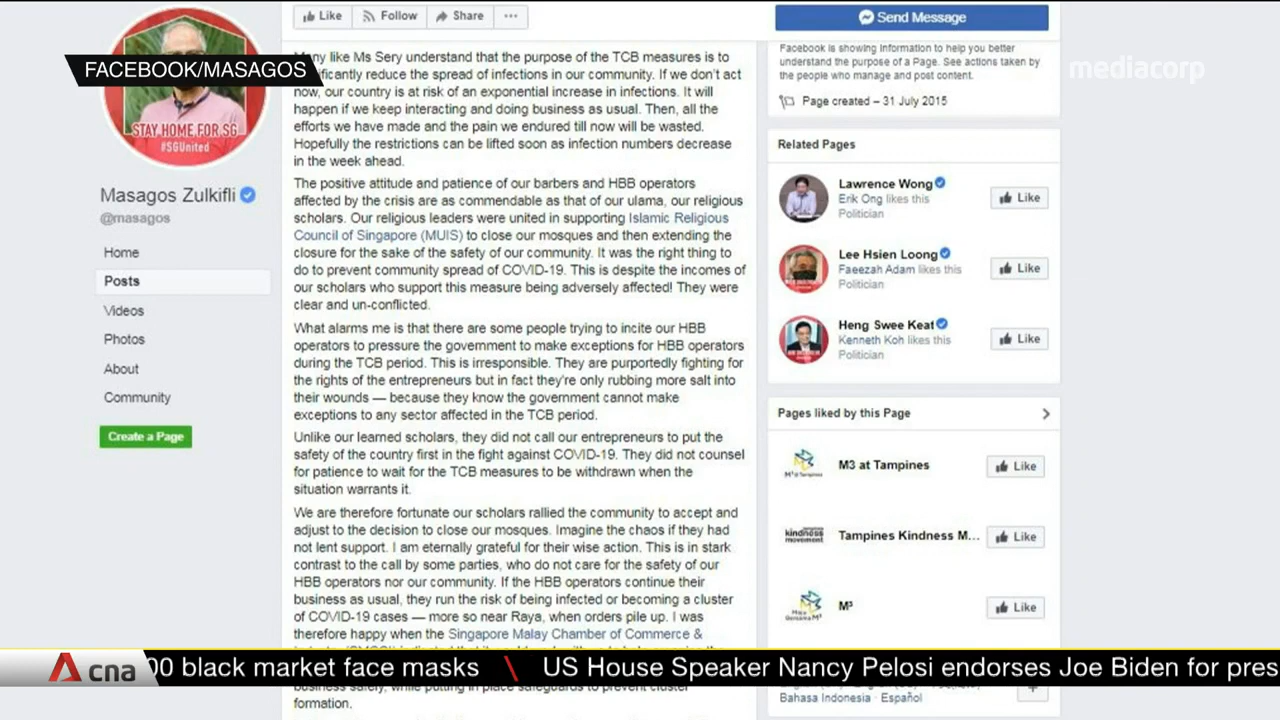 Like
Follow
Share
Send Message
FACEBOOK/MASAGOS
mediacorp
STAY HOME FOR SG
#SGUnited
Masagos Zulkifli
@masagos
Home
Posts
Videos
Photos
About
Community
Create a Page
Many like Ms Sery understand that the purpose of the TCB measures is to
significantly reduce the spread of infections in our community. If we don't act
now, our country is at risk of an exponential increase in infections. It will
happen if we keep interacting and doing business as usual. Then, all the
efforts we have made and the pain we endured till now will be wasted.
Hopefully the restrictions can be lifted soon as infection numbers decrease
in the week ahead.
The positive attitude and patience of our barbers and HBB operators
affected by the crisis are as commendable as that of our ulama, our religious
scholars. Our religious leaders were united in supporting Islamic Religious
Council of Singapore (MUIS) to close our mosques and then extending the
closure for the sake of the safety of our community. It was the right thing to
do to prevent community spread of COVID-19. This is despite the incomes of
our scholars who support this measure being adversely affected! They were
clear and un-conflicted.
What alarms me is that there are some people trying to incite our HBB
operators to pressure the government to make exceptions for HBB operators
during the TCB period. This is irresponsible. They are purportedly fighting for
the rights of the entrepreneurs but in fact they're only rubbing more salt into
their wounds — because they know the government cannot make
exceptions to any sector affected in the TCB period.
Unlike our learned scholars, they did not call our entrepreneurs to put the
safety of the country first in the fight against COVID-19. They did not counsel
for patience to wait for the TCB measures to be withdrawn when the
situation warrants it.
We are therefore fortunate our scholars rallied the community to accept and
adjust to the decision to close our mosques. Imagine the chaos if they had
not lent support. I am eternally grateful for their wise action. This is in stark
contrast to the call by some parties, who do not care for the safety of our
HBB operators nor our community. If the HBB operators continue their
business as usual, they run the risk of being infected or becoming a cluster
of COVID-19 cases — more so near Raya, when orders pile up. I was
therefore happy when the Singapore Malay Chamber of Commerce &
business safely, while putting in place safeguards to prevent cluster
formation.
Facebook is showing information to help you better
understand the purpose of a Page. See actions taken by
the people who manage and post content.
Page created – 31 July 2015
Related Pages
Lawrence Wong
Erik Ong likes this
Politician
Like
Lee Hsien Loong
Faeezah Adam likes this
Politician
Like
Heng Swee Keat
Kenneth Koh likes this
Politician
Like
Pages liked by this Page
M3 at Tampines
Like
kindness
movement
Tampines Kindness M...
Like
M³
Like
Bahasa Indonesia · Español
cna
00 black market face masks \ US House Speaker Nancy Pelosi endorses Joe Biden for pres